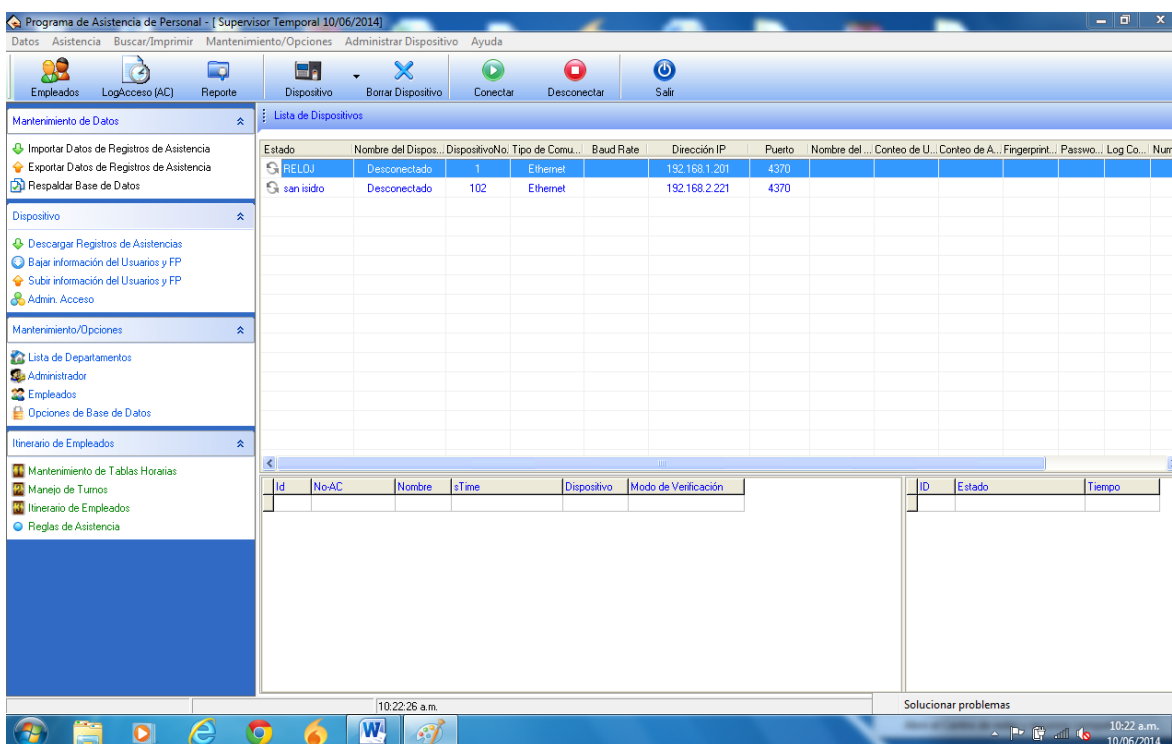 Programa de Asistencia de Personal - [ Supervisor Temporal 10/06/2014]
Datos Asistencia Buscar/Imprimir Mantenimiento/Opciones Administrar Dispositivo Ayuda
Empleados LogAcceso (AC) Reporte Dispositivo Borrar Dispositivo Conectar Desconectar Salir
Mantenimiento de Datos
Importar Datos de Registros de Asistencia
Exportar Datos de Registros de Asistencia
Respaldar Base de Datos
Dispositivo
Descargar Registros de Asistencias
Bajar información del Usuarios y FP
Subir información del Usuarios y FP
Admin. Acceso
Mantenimiento/Opciones
Lista de Departamentos
Administrador
Empleados
Opciones de Base de Datos
Itinerario de Empleados
Mantenimiento de Tablas Horarias
Manejo de Turnos
Itinerario de Empleados
Reglas de Asistencia
Lista de Dispositivos
Estado Nombre del Dispos... DispositivoNo. Tipo de Comu... Baud Rate Dirección IP Puerto Nombre del ... Conteo de U... Conteo de A... Fingerprint... Passwo... Log Co... Num
RELOJ Desconectado 1 Ethernet 192.168.1.201 4370
san isidro Desconectado 102 Ethernet 192.168.2.221 4370
Id No-AC Nombre sTime Dispositivo Modo de Verificación
ID Estado Tiempo
10:22:26 a.m.
Solucionar problemas
10:22 a.m.
10/06/2014